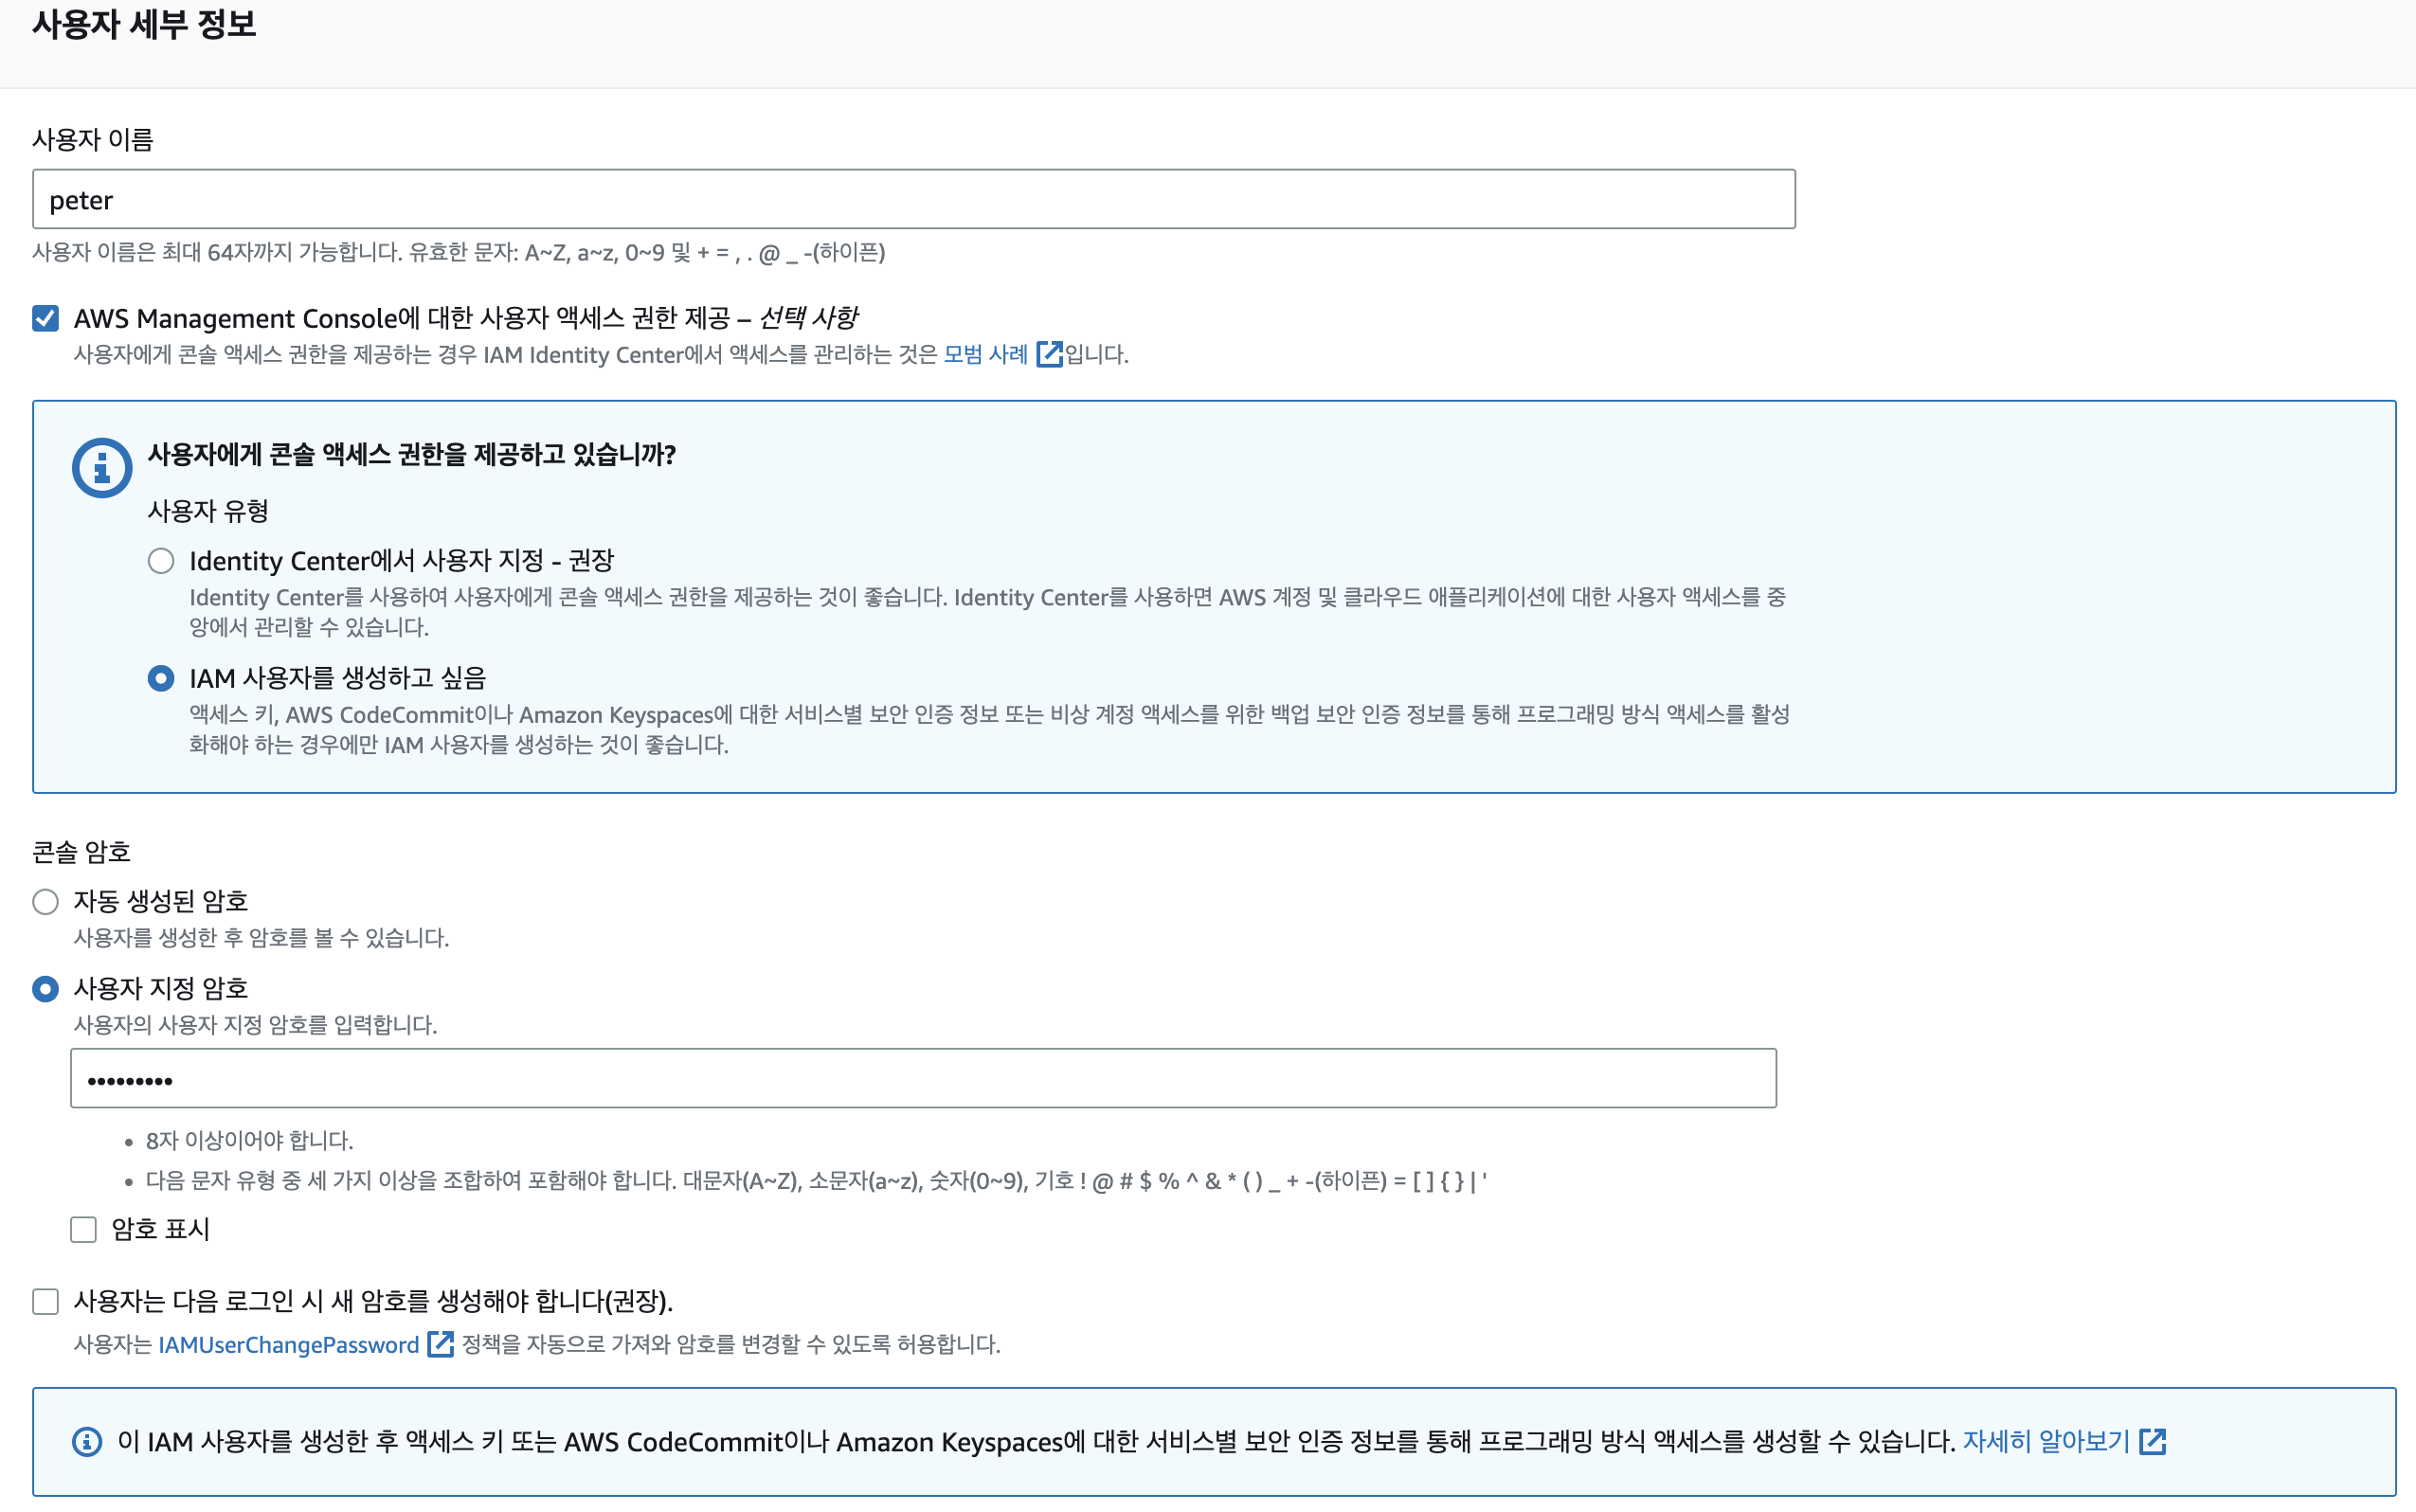 사용자 세부 정보
사용자 이름
peter
사용자 이름은 최대 64자까지 가능합니다. 유효한 문자: A~Z, a~z, 0~9 및 + = , . @ _ -(하이픈)
AWS Management Console에 대한 사용자 액세스 권한 제공 – 선택 사항
사용자에게 콘솔 액세스 권한을 제공하는 경우 IAM Identity Center에서 액세스를 관리하는 것은 모범 사례 입니다.
사용자에게 콘솔 액세스 권한을 제공하고 있습니까?
사용자 유형
Identity Center에서 사용자 지정 - 권장
Identity Center를 사용하여 사용자에게 콘솔 액세스 권한을 제공하는 것이 좋습니다. Identity Center를 사용하면 AWS 계정 및 클라우드 애플리케이션에 대한 사용자 액세스를 중
앙에서 관리할 수 있습니다.
IAM 사용자를 생성하고 싶음
액세스 키, AWS CodeCommit이나 Amazon Keyspaces에 대한 서비스별 보안 인증 정보 또는 비상 계정 액세스를 위한 백업 보안 인증 정보를 통해 프로그래밍 방식 액세스를 활성
화해야 하는 경우에만 IAM 사용자를 생성하는 것이 좋습니다.
콘솔 암호
자동 생성된 암호
사용자를 생성한 후 암호를 볼 수 있습니다.
사용자 지정 암호
사용자의 사용자 지정 암호를 입력합니다.
•••••••••
• 8자 이상이어야 합니다.
• 다음 문자 유형 중 세 가지 이상을 조합하여 포함해야 합니다. 대문자(A~Z), 소문자(a~z), 숫자(0~9), 기호 ! @ # $ % ^ & * ( ) _ + -(하이픈) = [ ] { } | '
암호 표시
사용자는 다음 로그인 시 새 암호를 생성해야 합니다(권장).
사용자는 IAMUserChangePassword 정책을 자동으로 가져와 암호를 변경할 수 있도록 허용합니다.
이 IAM 사용자를 생성한 후 액세스 키 또는 AWS CodeCommit이나 Amazon Keyspaces에 대한 서비스별 보안 인증 정보를 통해 프로그래밍 방식 액세스를 생성할 수 있습니다. 자세히 알아보기